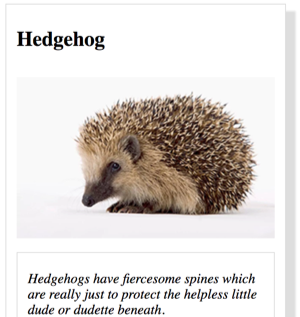 Hedgehog
Hedgehogs have fiercesome spines which
are really just to protect the helpless little
dude or dudette beneath.